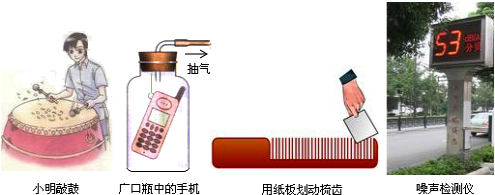 抽气
53
dB(A)
分贝
小明敲鼓
广口瓶中的手机
用纸板划动梳齿
噪声检测仪